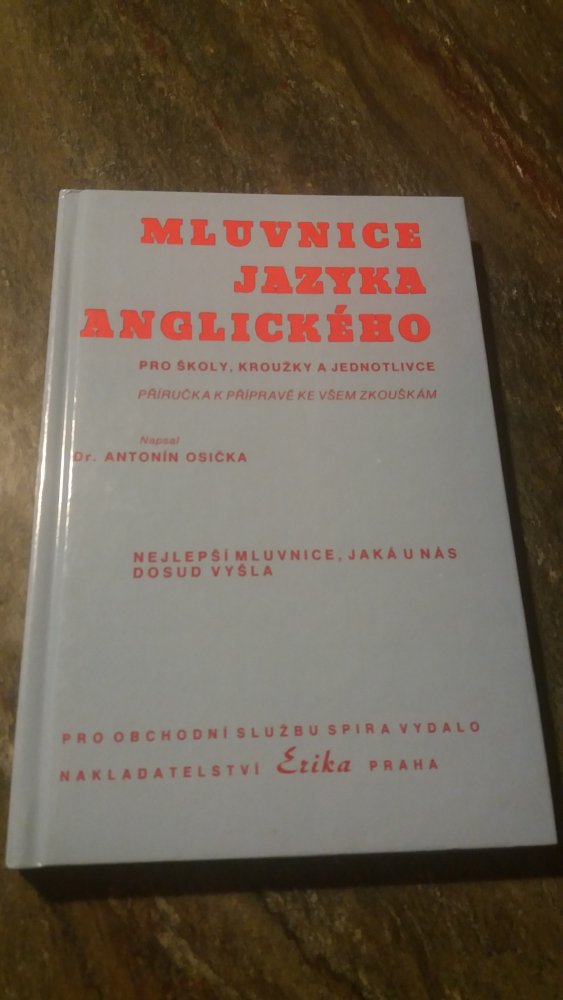 MLUVNICE
JAZYKA
ANGLICKÉHO
PRO ŠKOLY, KROUŽKY A JEDNOTLIVCE
PŘÍRUČKA K PŘÍPRAVĚ KE VŠEM ZKOUŠKÁM
Napsal
Dr. ANTONÍN OSIČKA
NEJLEPŠÍ MLUVNICE, JAKÁ U NÁS
DOSUD VYŠLA
PRO OBCHODNÍ SLUŽBU SPIRA VYDALO
NAKLADATELSTVÍ Erika PRAHA